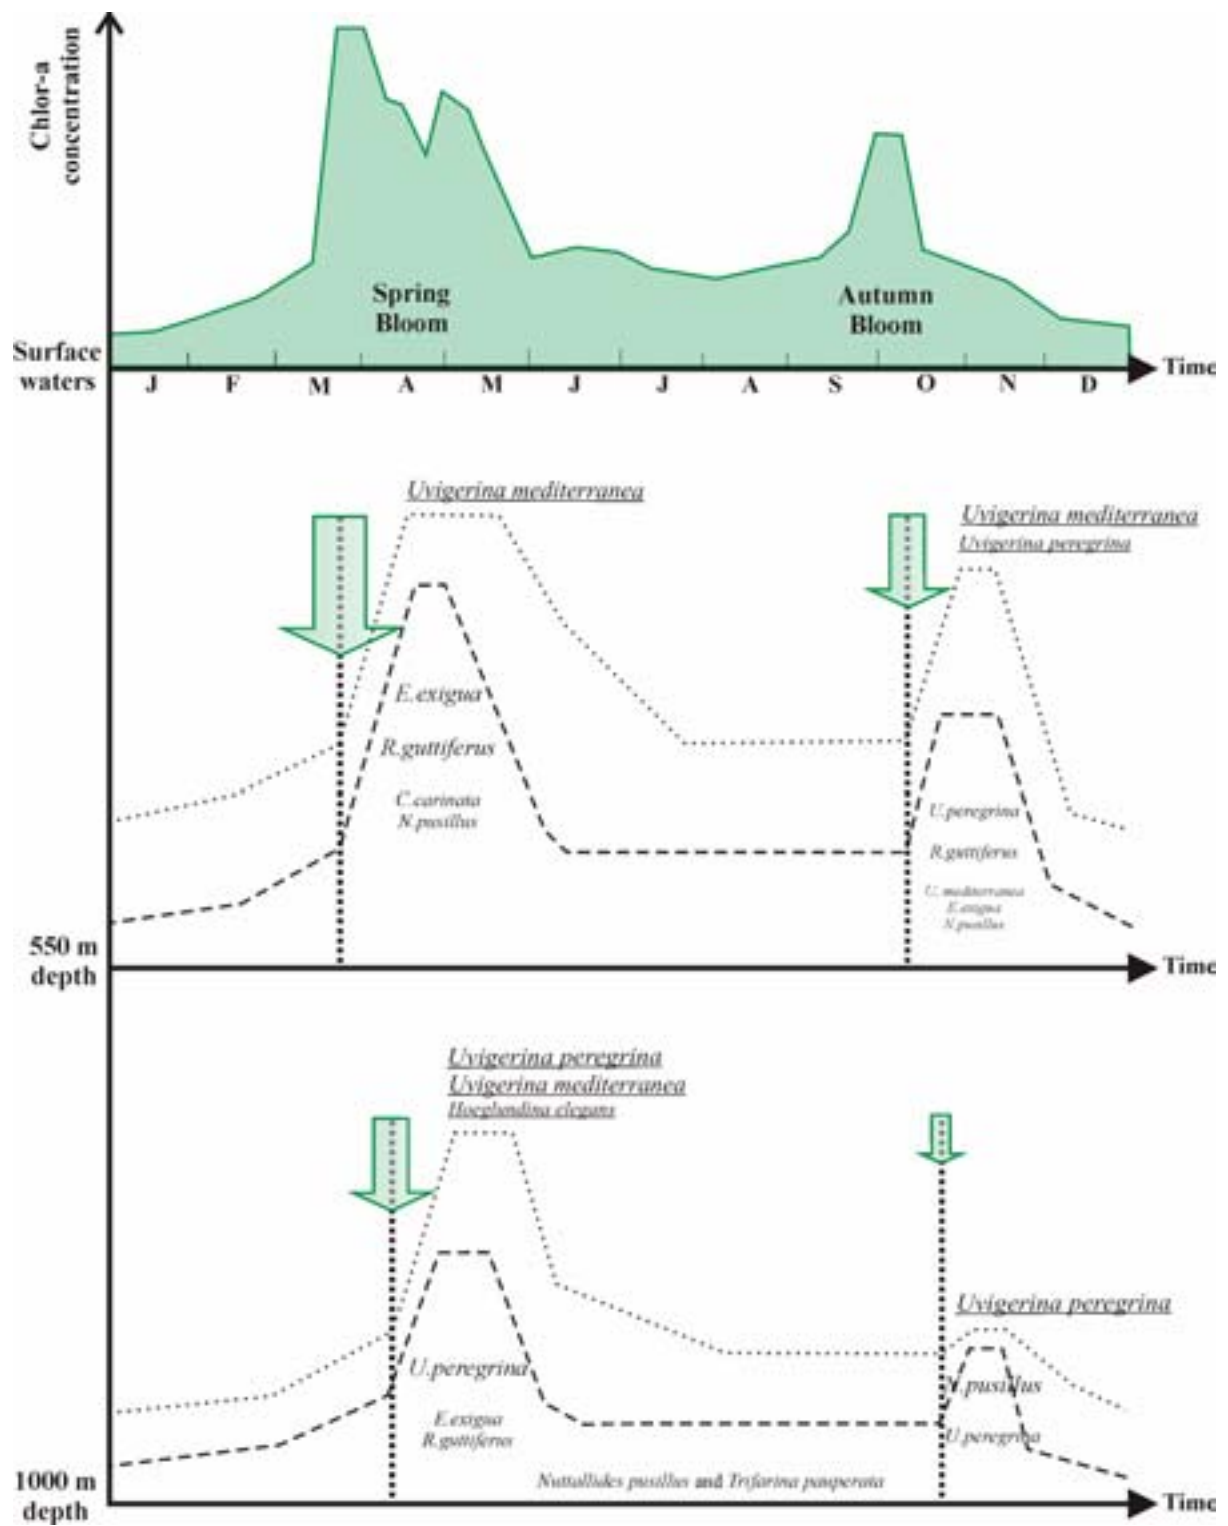 Chlor-a
concentration
Spring
Bloom
Autumn
Bloom
Surface
waters
Time
J F M A M J J A S O N D
Uvigerina mediterranea
Uvigerina mediterranea
Uvigerina peregrina
E.exigua
R.guttiferus
C.carinata
N.pusillus
U.peregrina
R.guttiferus
U. mediterranea
E.exigua
N.pusillus
550 m
depth
Time
Uvigerina peregrina
Uvigerina mediterranea
Hoeglundina elegans
Uvigerina peregrina
U.peregrina
E.exigua
R.guttiferus
N.pusillus
U.peregrina
Nuttallides pusillus and Trifarina pauperata
1000 m
depth
Time